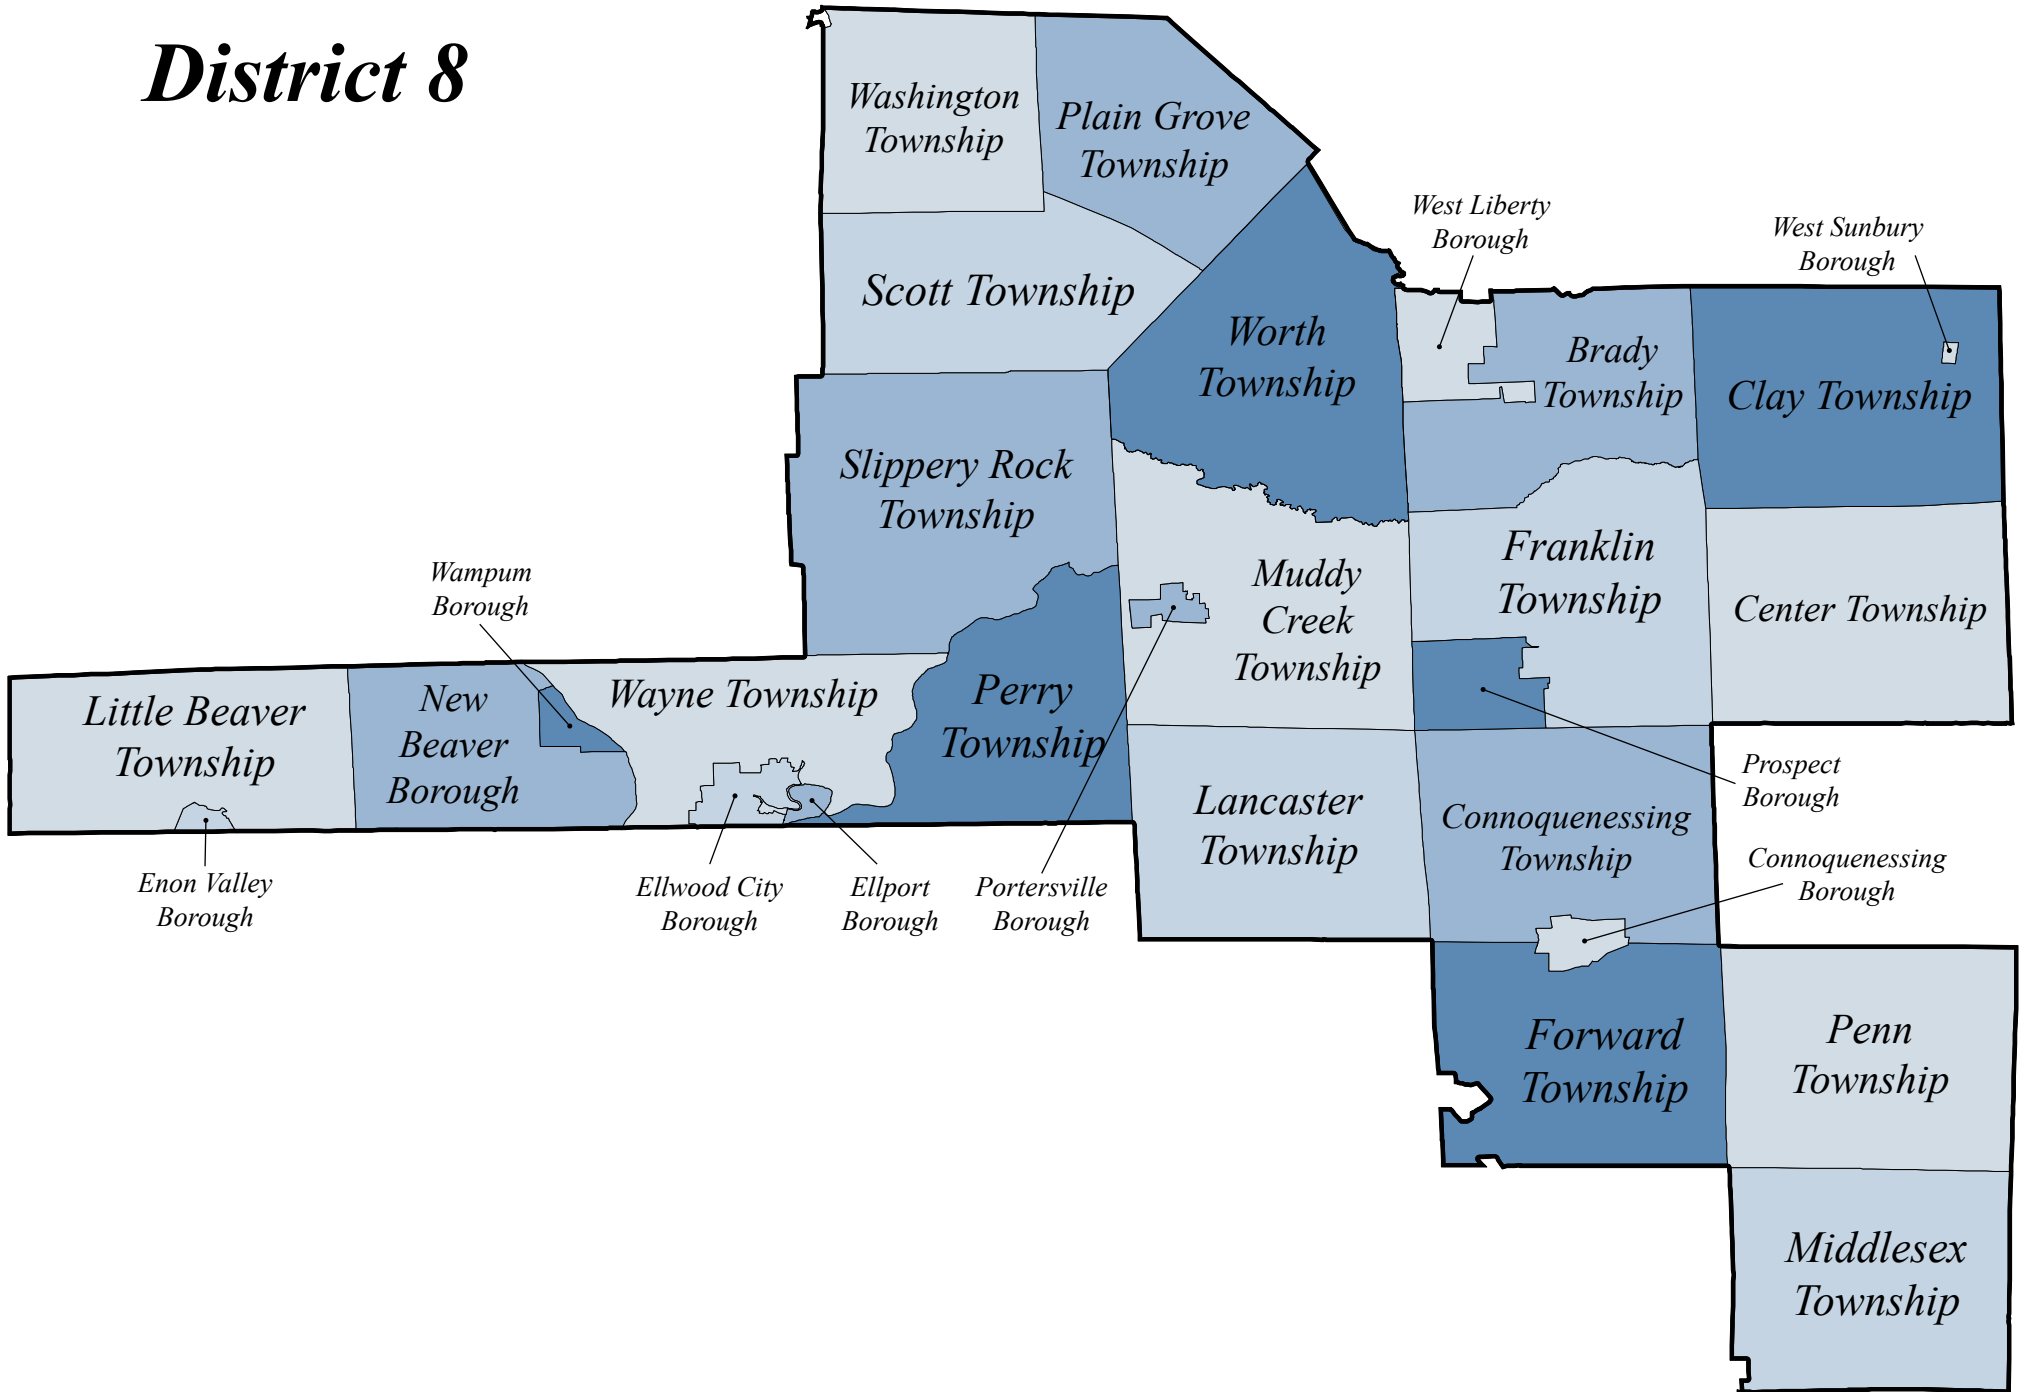 District 8
Washington
Township
Plain Grove
Township
West Liberty
Borough
West Sunbury
Borough
Scott Township
Worth
Township
Brady
Township
Clay Township
Slippery Rock
Township
Franklin
Township
Muddy
Creek
Township
Center Township
Wampum
Borough
Little Beaver
Township
New
Beaver
Borough
Wayne Township
Perry
Township
Prospect
Borough
Lancaster
Township
Connoquenessing
Township
Connoquenessing
Borough
Enon Valley
Borough
Ellwood City
Borough
Ellport
Borough
Portersville
Borough
Forward
Township
Penn
Township
Middlesex
Township